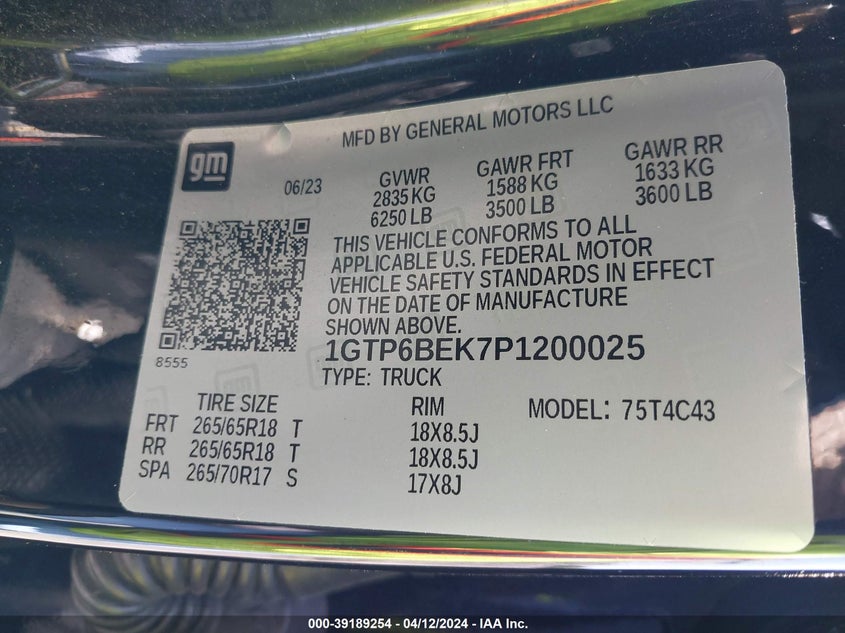 MFD BY GENERAL MOTORS LLC
gm
06/23
GVWR GAWR FRT GAWR RR
2835 KG 1588 KG 1633 KG
6250 LB 3500 LB 3600 LB
THIS VEHICLE CONFORMS TO ALL
APPLICABLE U.S. FEDERAL MOTOR
VEHICLE SAFETY STANDARDS IN EFFECT
ON THE DATE OF MANUFACTURE
SHOWN ABOVE.
8555
1GTP6BEK7P1200025
TYPE: TRUCK
TIRE SIZE RIM MODEL: 75T4C43
FRT 265/65R18 T 18X8.5J
RR 265/65R18 T 18X8.5J
SPA 265/70R17 S 17X8J
000-39189254 - 04/12/2024 - IAA Inc.